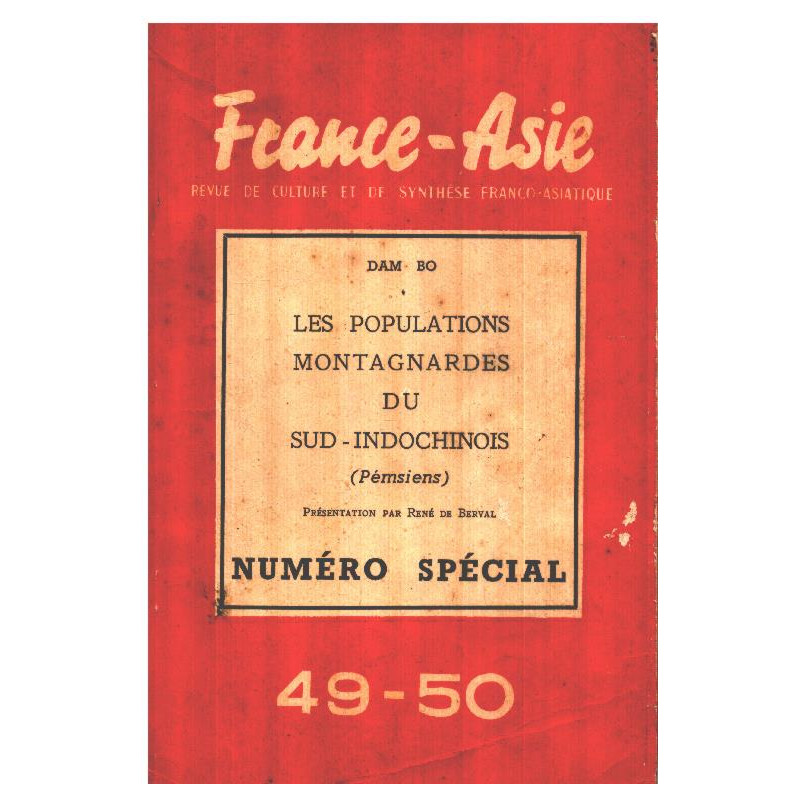 France-Asie
REVUE DE CULTURE ET DE SYNTHÈSE FRANCO-ASIATIQUE
DAM BO
LES POPULATIONS
MONTAGNARDES
DU
SUD-INDOCHINOIS
(Pémsiens)
PRÉSENTATION PAR RENÉ DE BERVAL
NUMÉRO SPÉCIAL
49-50